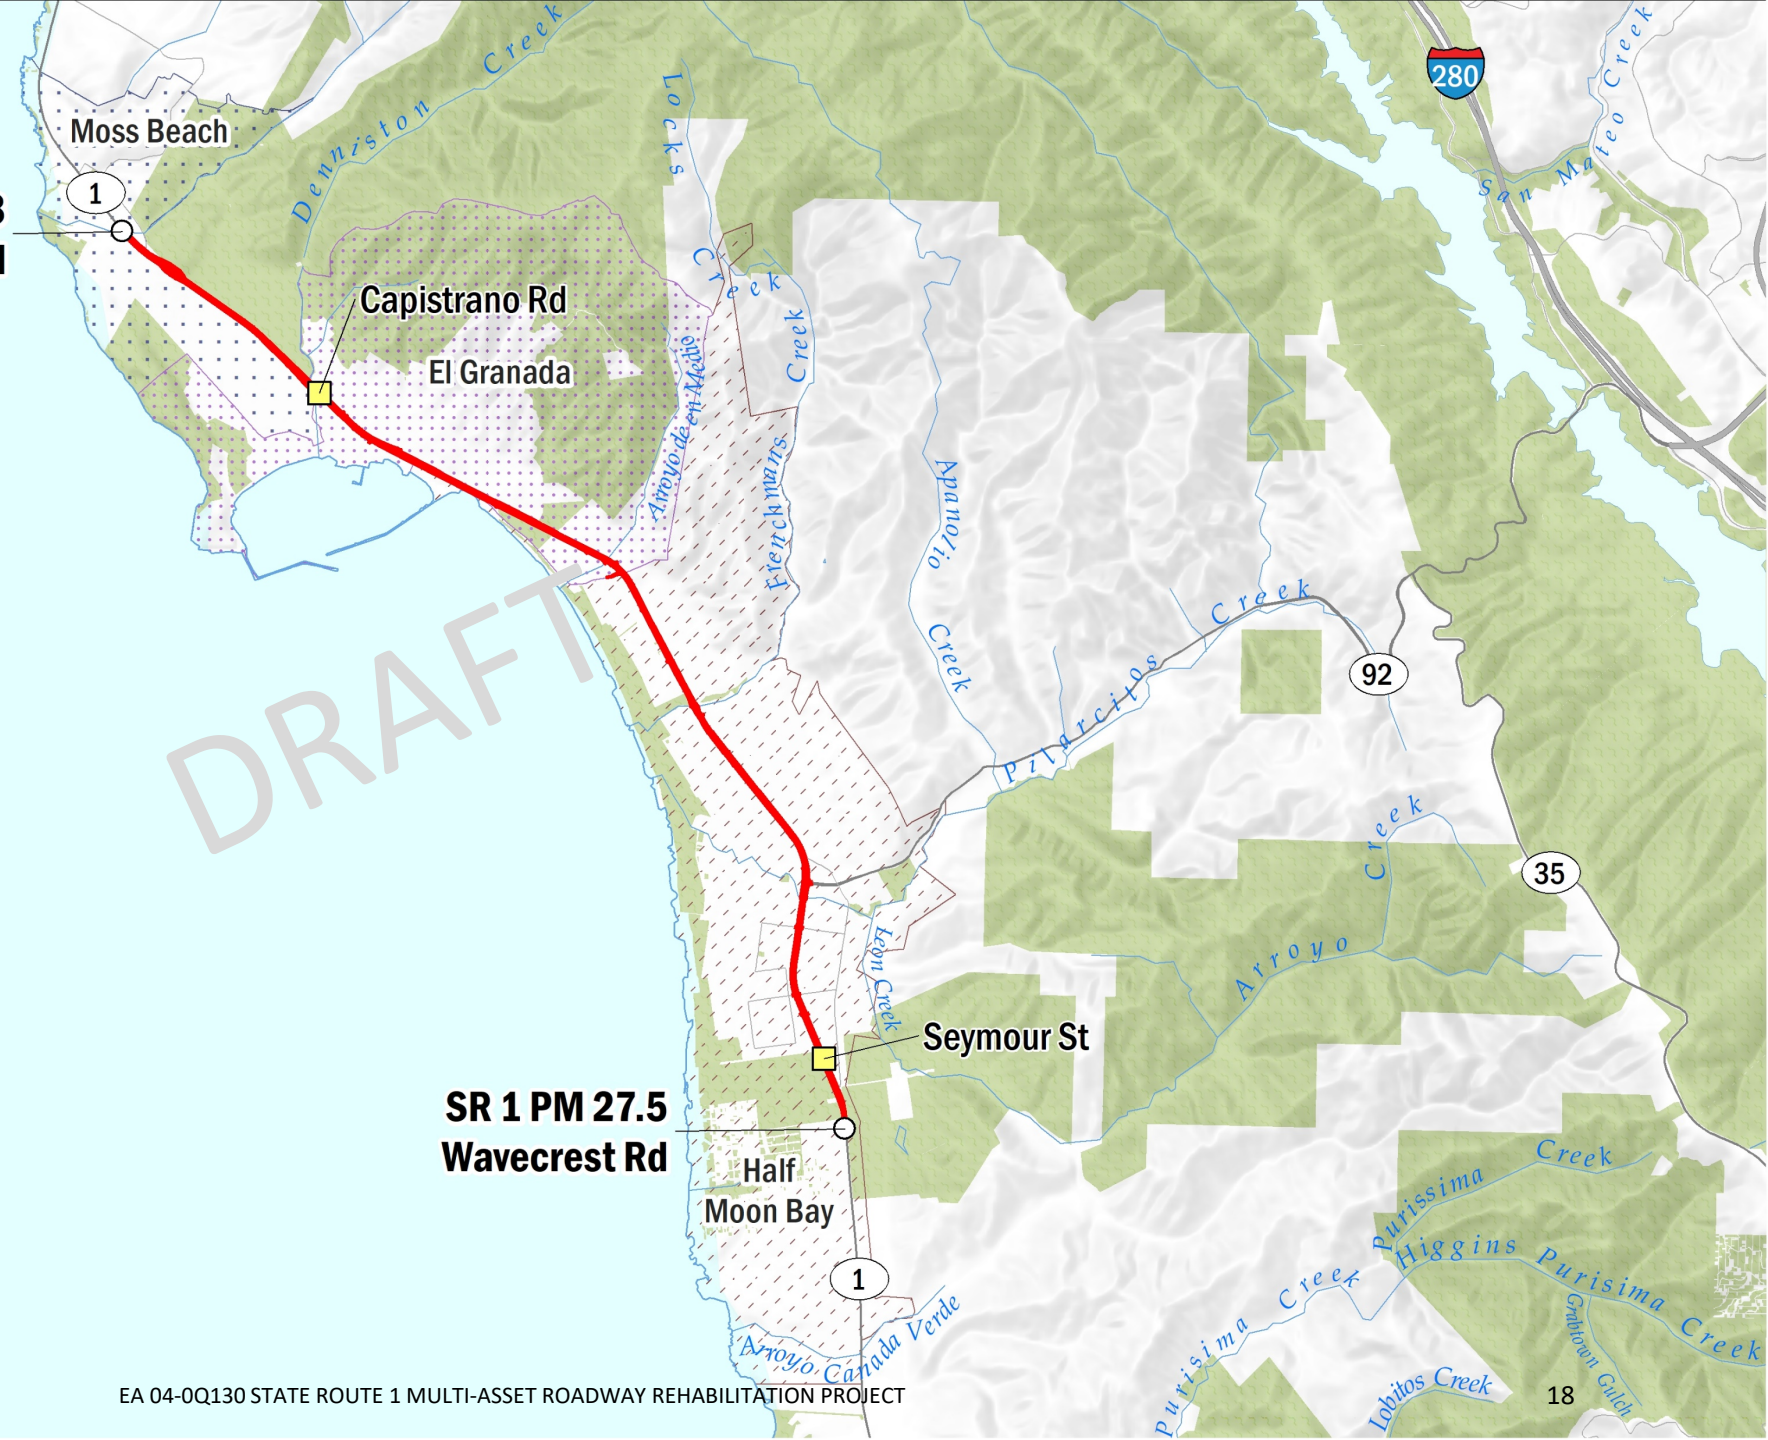 Denniston Creek
Locks Creek
280
San Mateo Creek
Moss Beach
1
Capistrano Rd
El Granada
Arroyo de en Medio
Frenchmans Creek
Apanolio Creek
DRAFT
Pilarcitos Creek
92
Arroyo
Creek
35
Leon Creek
Seymour St
SR 1 PM 27.5
Wavecrest Rd
Half
Moon Bay
1
Arroyo Canada Verde
Purissima Creek
Higgins Purisima Creek
Purisima Creek
Grabtown Gulch
Lobitos Creek
EA 04-0Q130 STATE ROUTE 1 MULTI-ASSET ROADWAY REHABILITATION PROJECT
18